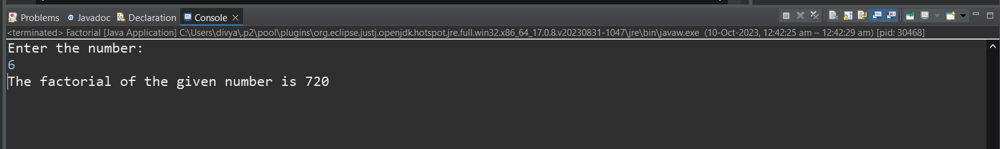 Problems @ Javadoc Declaration Console
<terminated> Factorial [Java Application] C:\Users\divya\.p2\pool\plugins\org.eclipse.justj.openjdk.hotspot.jre.full.win32.x86_64_17.0.8.v20230831-1047\jre\bin\javaw.exe (10-Oct-2023, 12:42:25 am – 12:42:29 am) [pid: 30468]
Enter the number:
6
The factorial of the given number is 720